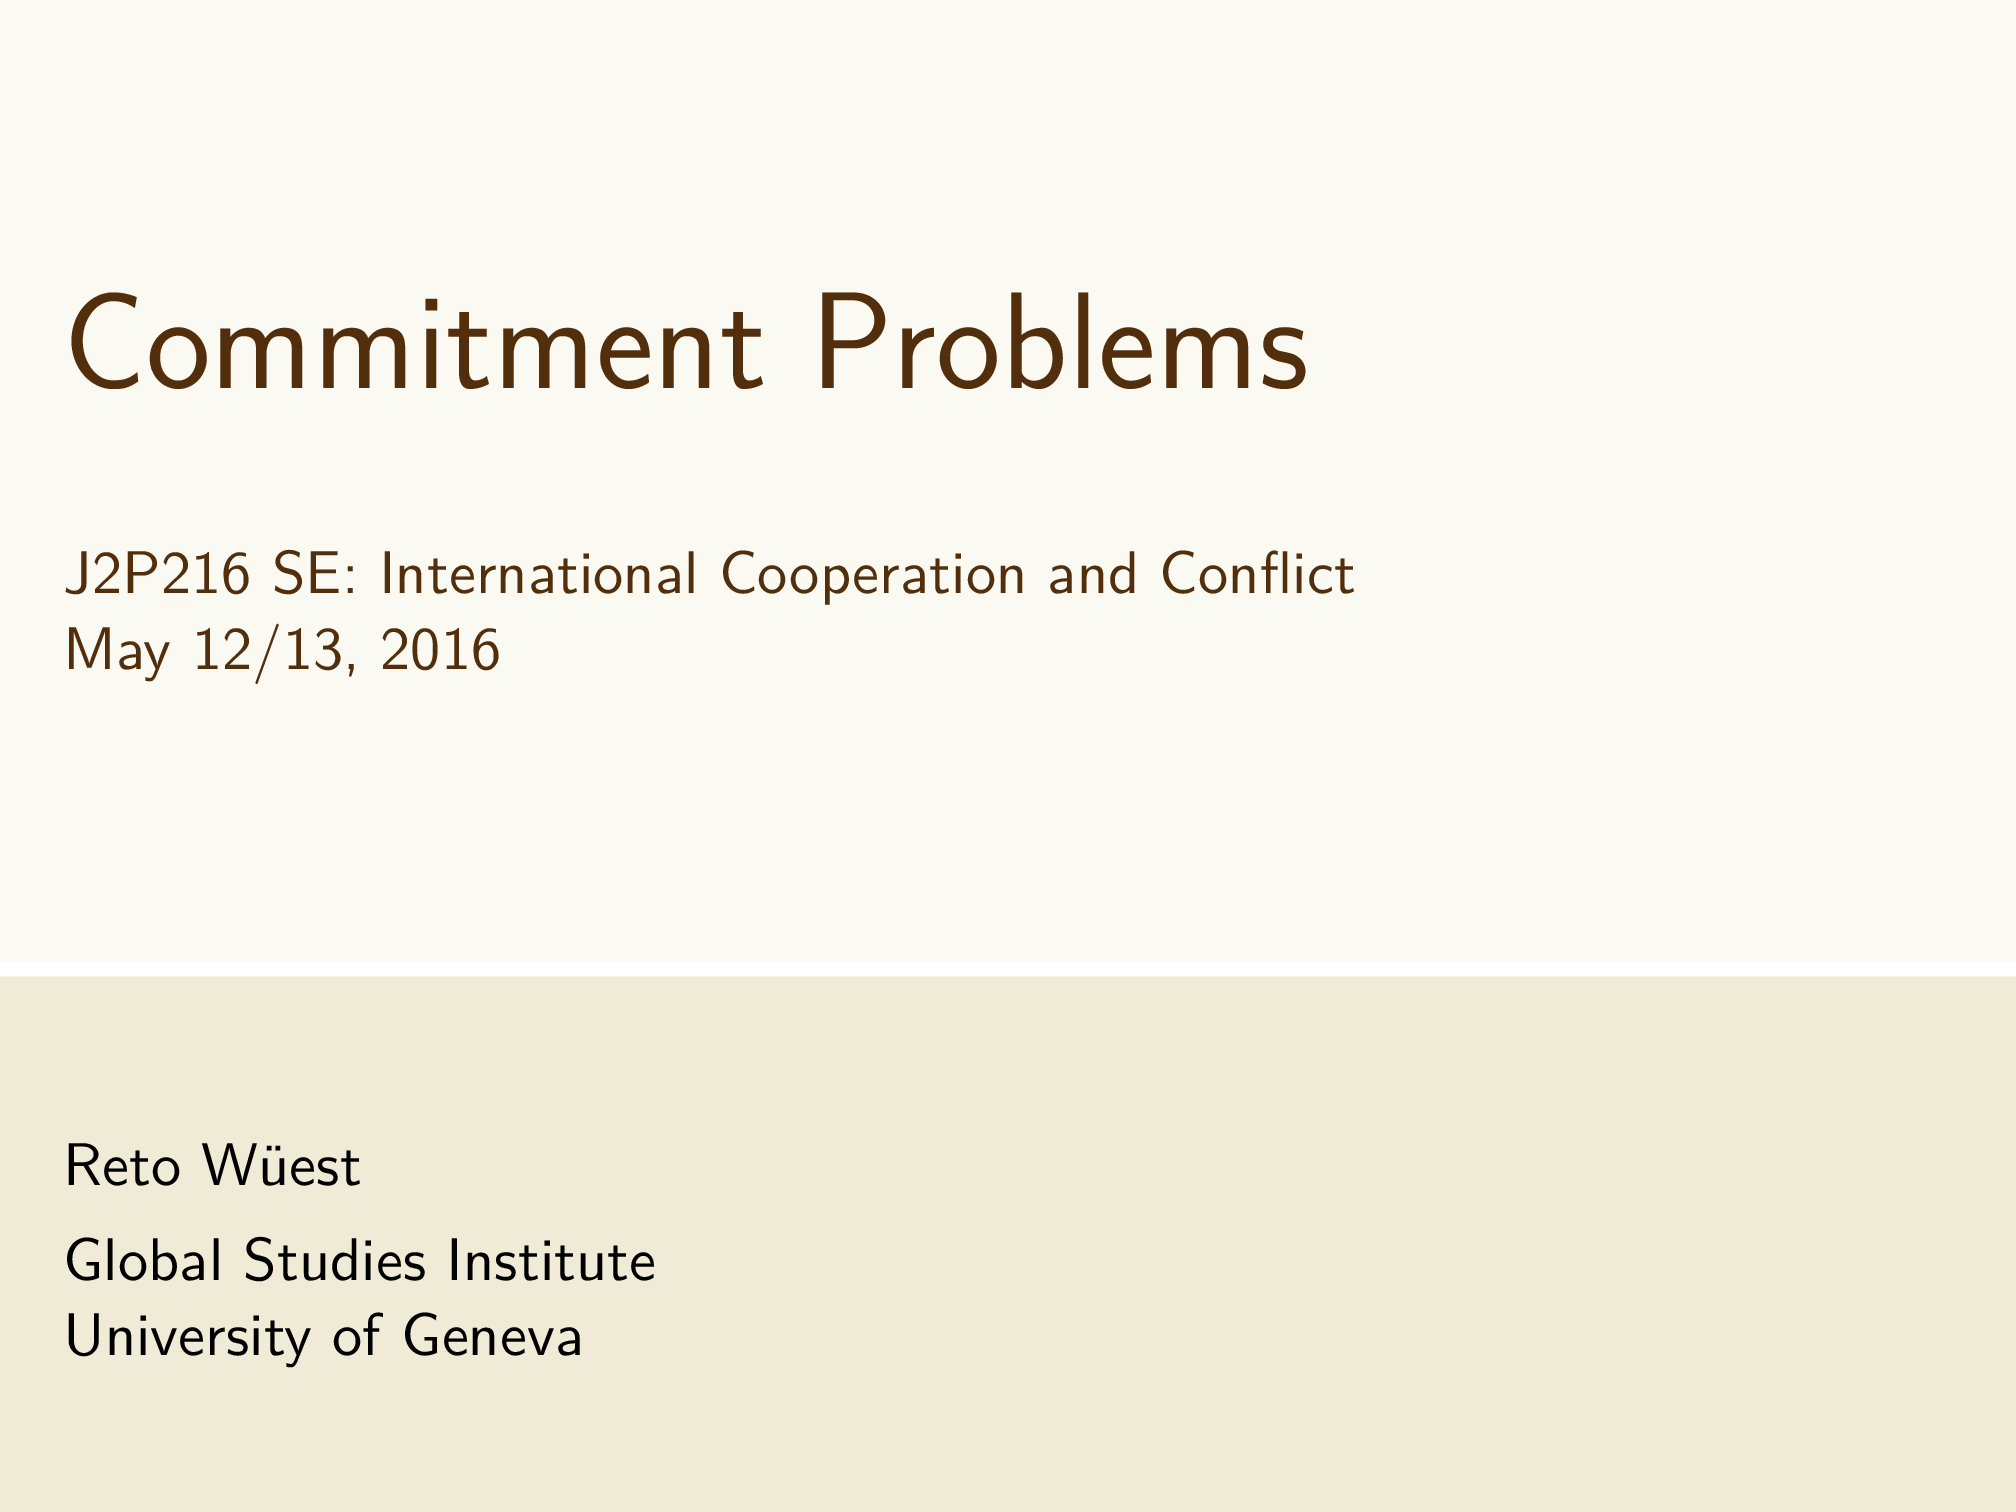 Commitment Problems
J2P216 SE: International Cooperation and Conflict
May 12/13, 2016
Reto Wüest
Global Studies Institute
University of Geneva